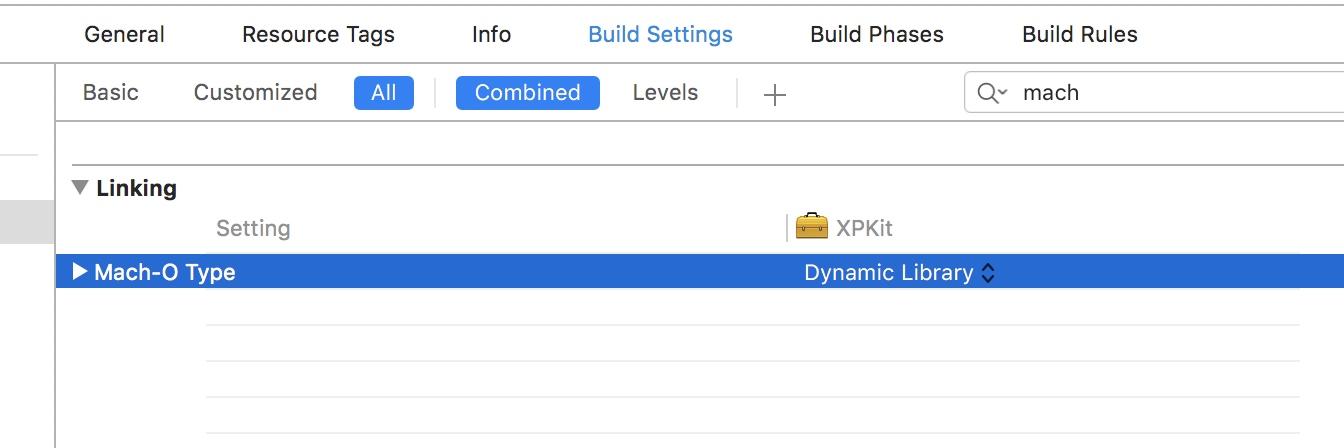 General Resource Tags Info Build Settings Build Phases Build Rules
Basic Customized All Combined Levels mach
Linking
Setting XPKit
Mach-O Type Dynamic Library